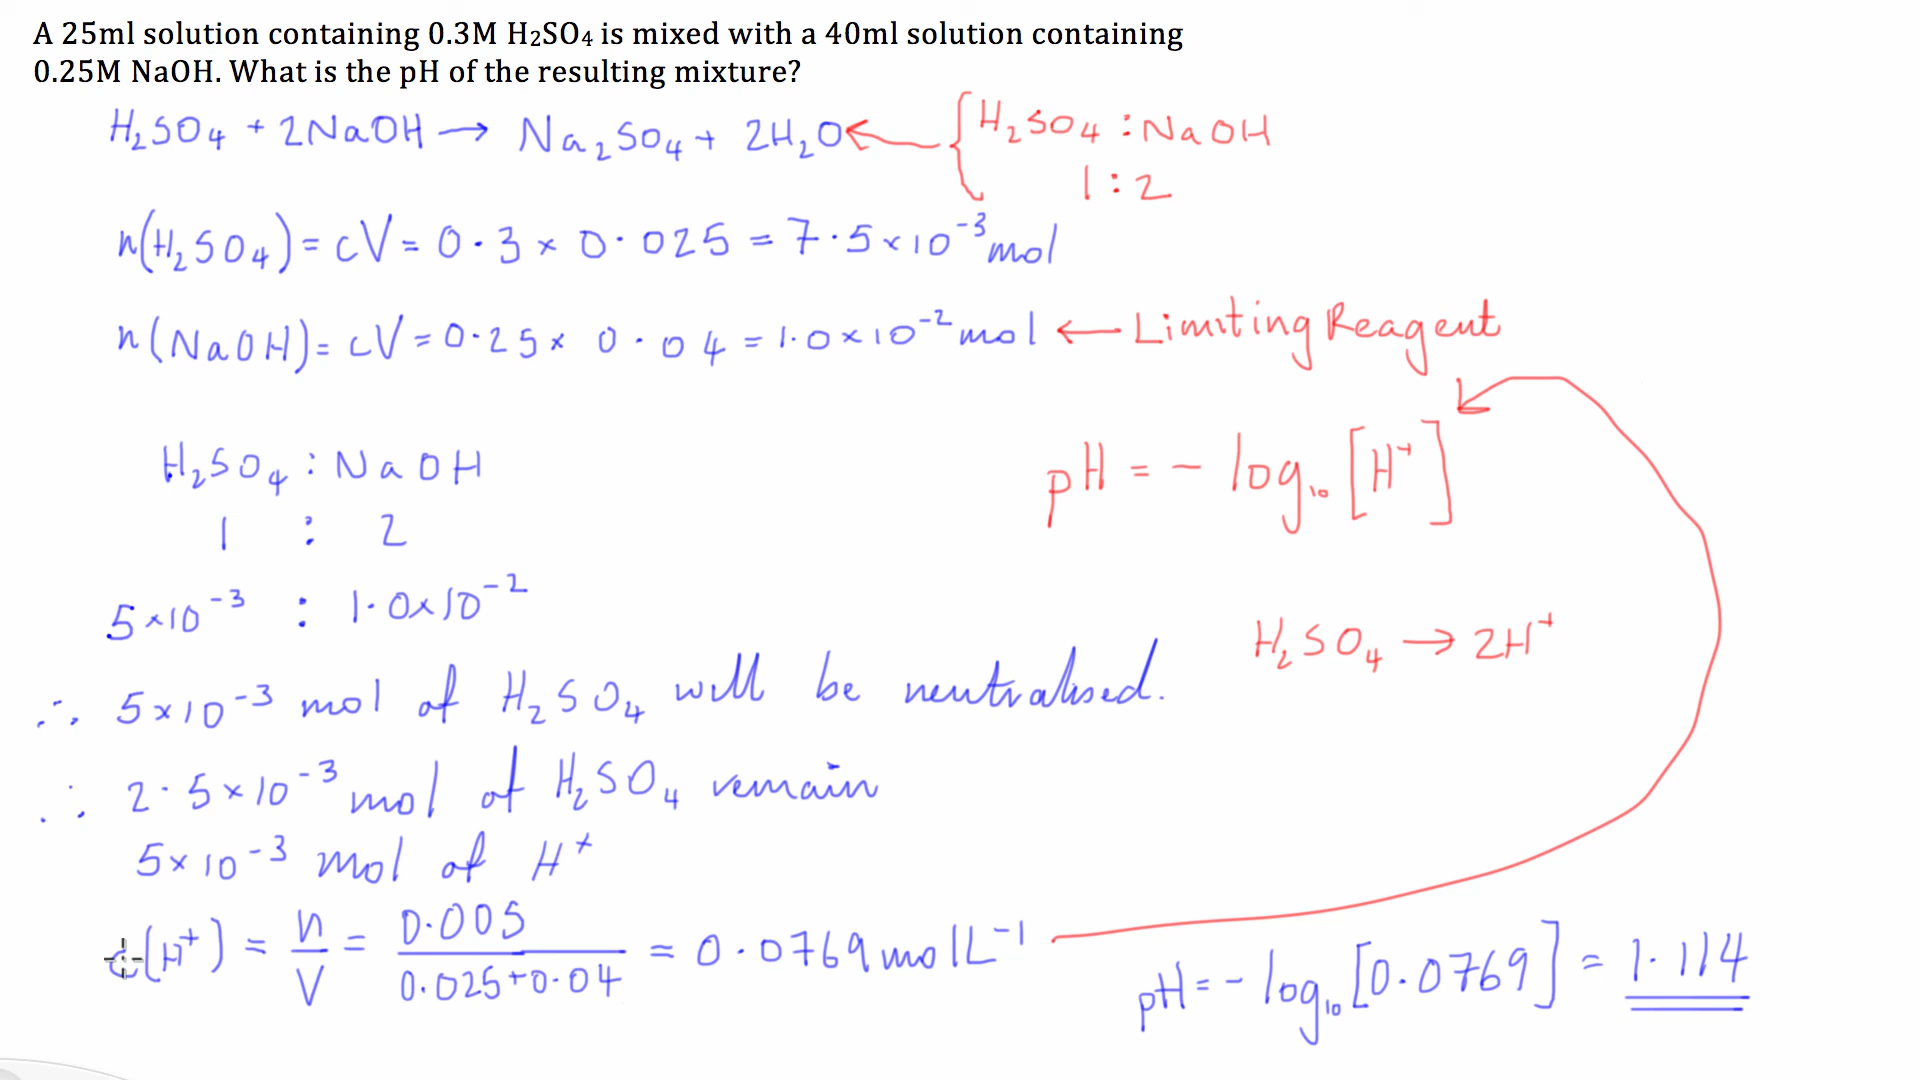 A 25ml solution containing 0.3M H₂SO₄ is mixed with a 40ml solution containing
0.25M NaOH. What is the pH of the resulting mixture?
H₂SO₄ + 2NaOH → Na₂SO₄ + 2H₂O ← { H₂SO₄ : NaOH
1 : 2
n(H₂SO₄) = cV = 0.3 × 0.025 = 7.5×10⁻³ mol
n(NaOH) = cV = 0.25 × 0.04 = 1.0×10⁻² mol ← Limiting Reagent
H₂SO₄ : NaOH
1 : 2
5×10⁻³ : 1.0×10⁻²
pH = - log₁₀ [H⁺]
H₂SO₄ → 2H⁺
∴ 5×10⁻³ mol of H₂SO₄ will be neutralised.
∴ 2.5×10⁻³ mol of H₂SO₄ remain
5×10⁻³ mol of H⁺
c(H⁺) = n/V = 0.005/(0.025+0.04) = 0.0769 mol L⁻¹
pH = - log₁₀ [0.0769] = 1.114